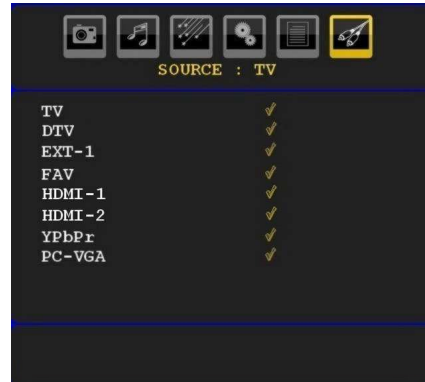 SOURCE : TV
TV
DTV
EXT-1
FAV
HDMI-1
HDMI-2
YPbPr
PC-VGA